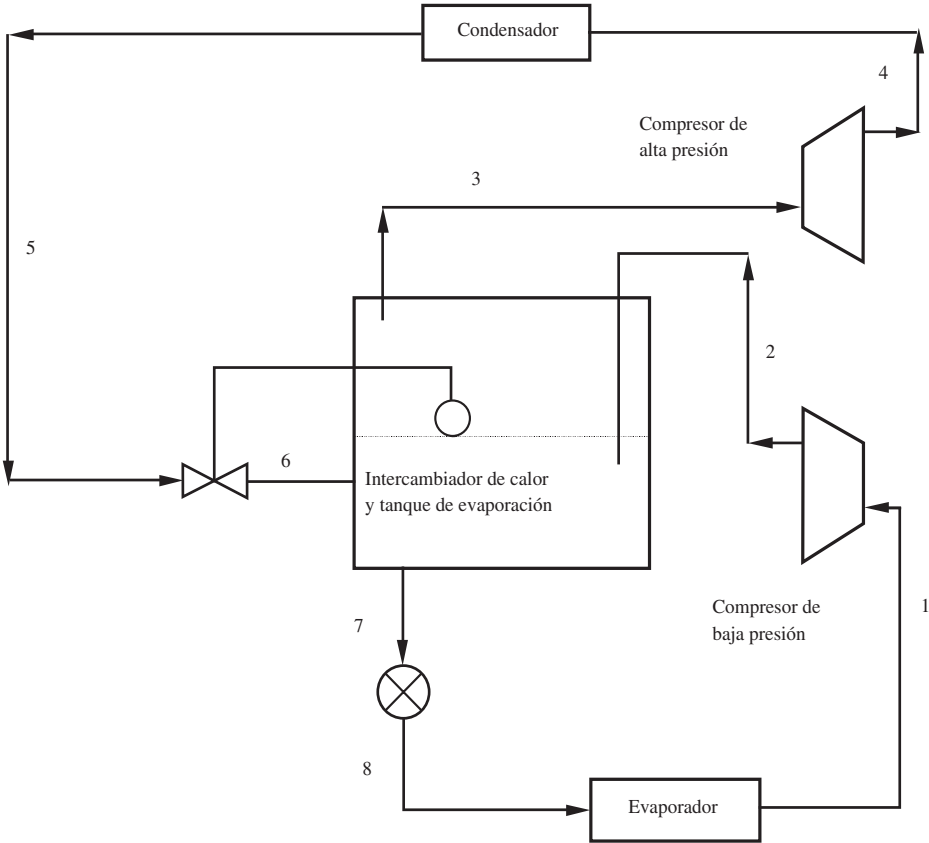 Condensador
4
Compresor de
alta presión
3
5
2
6
Intercambiador de calor
y tanque de evaporación
7
Compresor de
baja presión
1
8
Evaporador